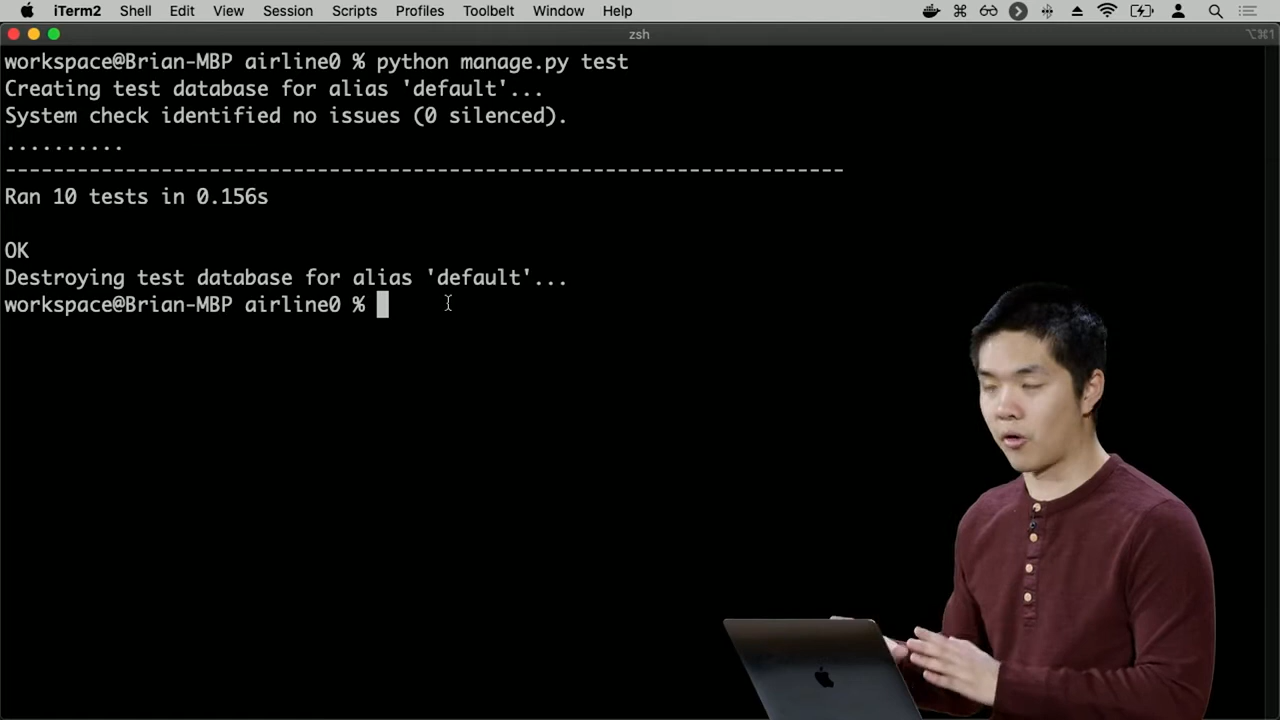 iTerm2 Shell Edit View Session Scripts Profiles Toolbelt Window Help
zsh
⌥⌘1
workspace@Brian-MBP airline0 % python manage.py test
Creating test database for alias 'default'...
System check identified no issues (0 silenced).
..........
----------------------------------------------------------------------
Ran 10 tests in 0.156s
OK
Destroying test database for alias 'default'...
workspace@Brian-MBP airline0 %